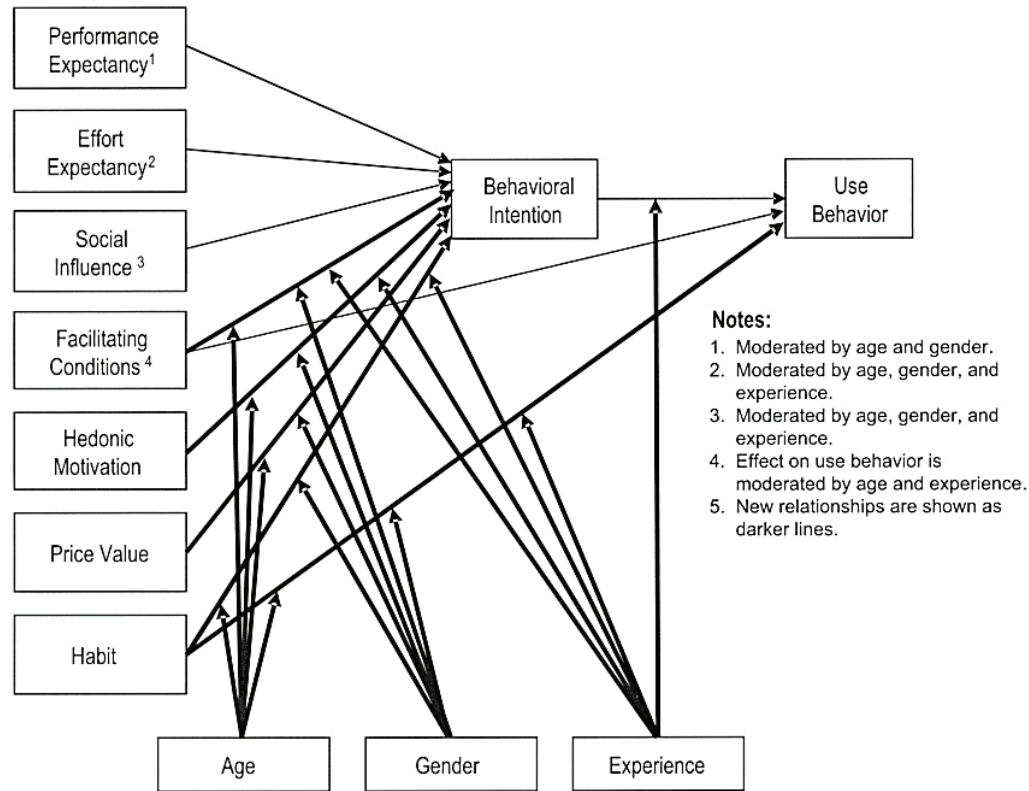 Performance
Expectancy¹
Effort
Expectancy²
Social
Influence ³
Facilitating
Conditions ⁴
Hedonic
Motivation
Price Value
Habit
Behavioral
Intention
Use
Behavior
Notes:
1. Moderated by age and gender.
2. Moderated by age, gender, and
experience.
3. Moderated by age, gender, and
experience.
4. Effect on use behavior is
moderated by age and experience.
5. New relationships are shown as
darker lines.
Age
Gender
Experience